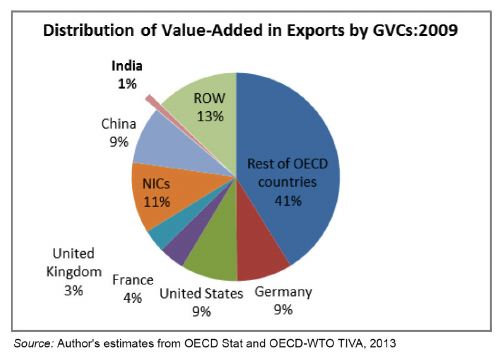 Distribution of Value-Added in Exports by GVCs:2009
India
1%
ROW
13%
China
9%
Rest of OECD
countries
41%
NICs
11%
United
Kingdom
3%
France
4%
United States
9%
Germany
9%
Source: Author's estimates from OECD Stat and OECD-WTO TIVA, 2013